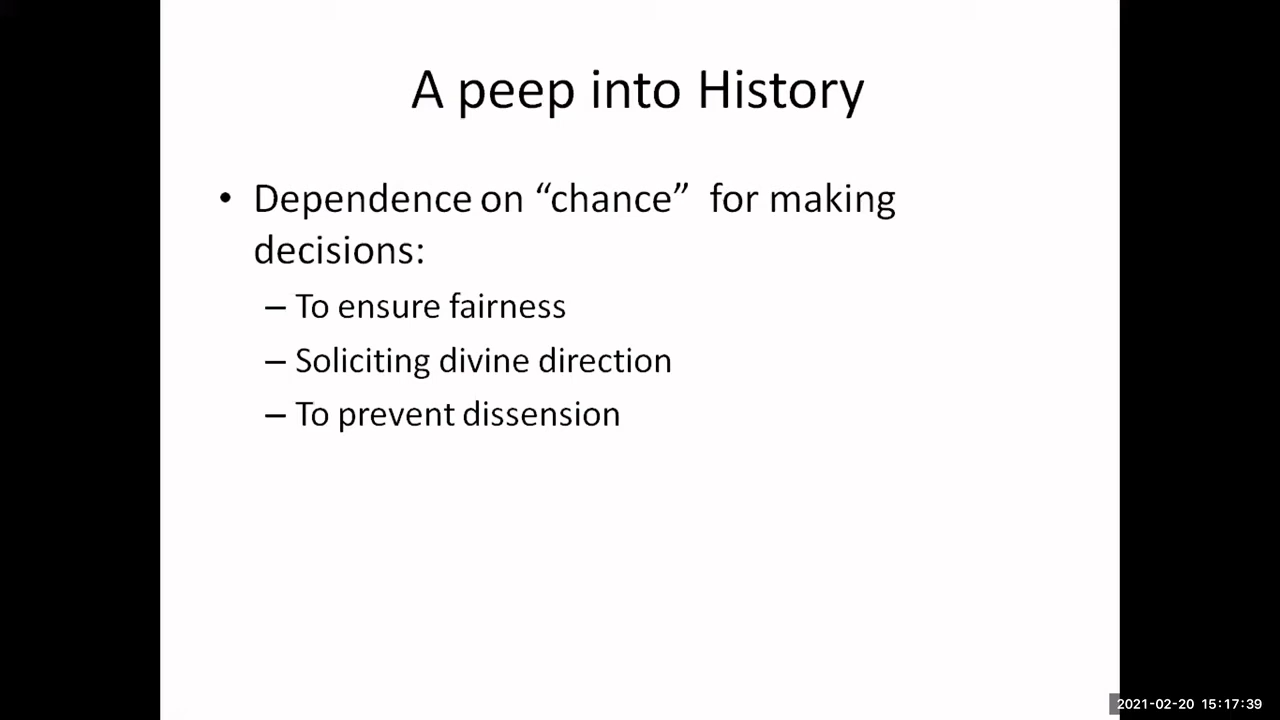 A peep into History
• Dependence on “chance”  for making
decisions:
– To ensure fairness
– Soliciting divine direction
– To prevent dissension
2021-02-20 15:17:39